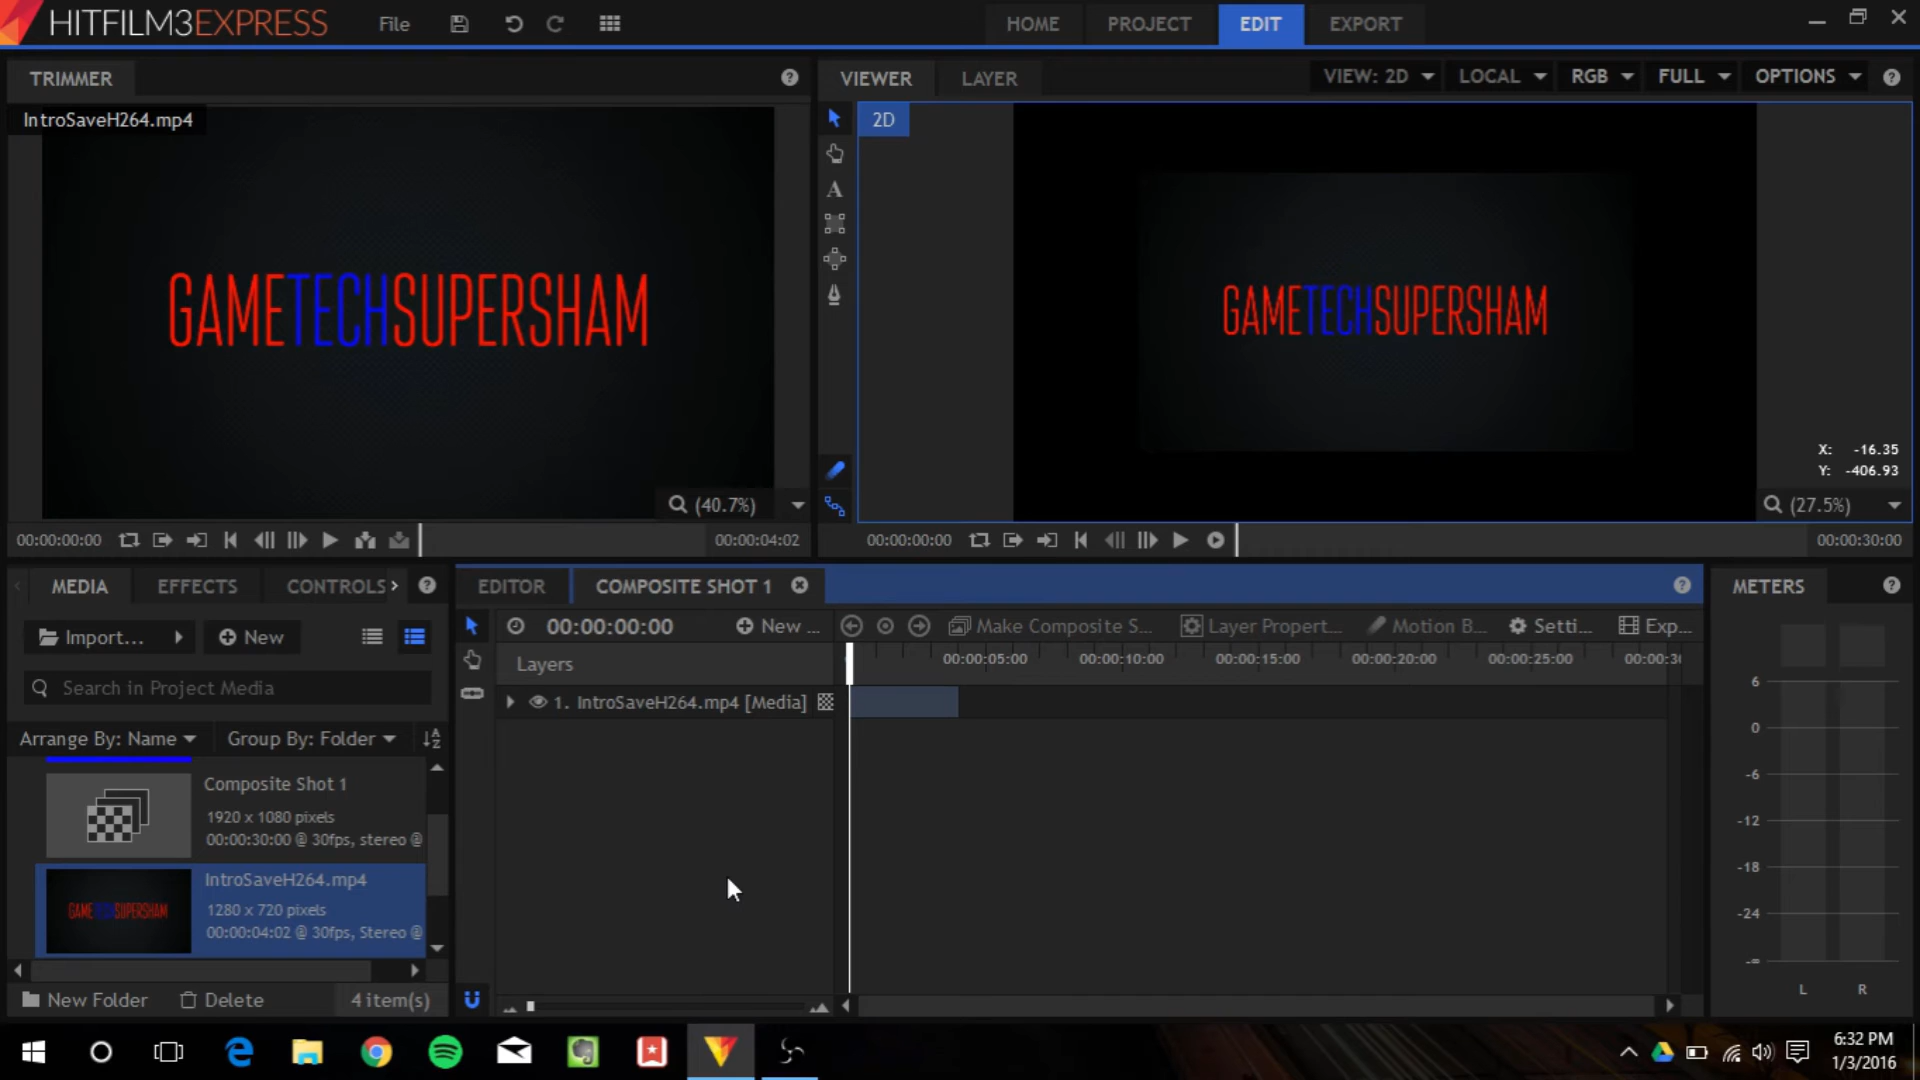 HITFILM3EXPRESS
File
HOME
PROJECT
EDIT
EXPORT
TRIMMER
VIEWER
LAYER
VIEW: 2D
LOCAL
RGB
FULL
OPTIONS
IntroSaveH264.mp4
2D
GAMETECHSUPERSHAM
GAMETECHSUPERSHAM
X: -16.35
Y: -406.93
(40.7%)
(27.5%)
00:00:00:00
00:00:04:02
00:00:00:00
00:00:30:00
MEDIA
EFFECTS
CONTROLS
EDITOR
COMPOSITE SHOT 1
METERS
Import...
New
00:00:00:00
New ...
Make Composite S...
Layer Propert...
Motion B...
Setti...
Exp...
Layers
00:00:05:00
00:00:10:00
00:00:15:00
00:00:20:00
00:00:25:00
00:00:3
Search in Project Media
1. IntroSaveH264.mp4 [Media]
Arrange By: Name
Group By: Folder
Composite Shot 1
1920 x 1080 pixels
00:00:30:00 @ 30fps, stereo @
IntroSaveH264.mp4
1280 x 720 pixels
00:00:04:02 @ 30fps, Stereo @
GAMETECHSUPERSHAM
New Folder
Delete
4 item(s)
6
0
-6
-12
-18
-24
-∞
L
R
6:32 PM
1/3/2016